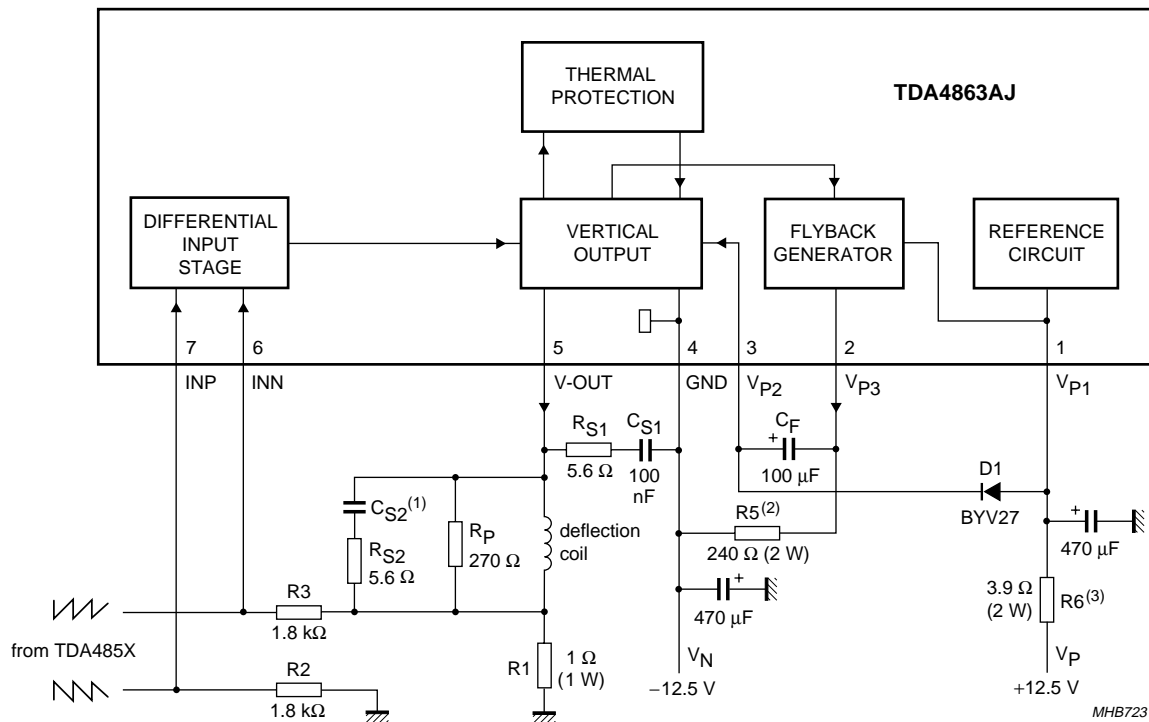 THERMAL
PROTECTION
TDA4863AJ
DIFFERENTIAL
INPUT
STAGE
VERTICAL
OUTPUT
FLYBACK
GENERATOR
REFERENCE
CIRCUIT
7
6
5
4
3
2
1
INP
INN
V-OUT
GND
VP2
VP3
VP1
RS1
5.6 Ω
CS1
100
nF
CF
+
100 µF
D1
BYV27
CS2(1)
RS2
5.6 Ω
RP
270 Ω
deflection
coil
R5(2)
240 Ω (2 W)
+
470 µF
+
470 µF
3.9 Ω
(2 W)
R6(3)
R3
1.8 kΩ
from TDA485X
R2
1.8 kΩ
R1
1 Ω
(1 W)
VN
−12.5 V
VP
+12.5 V
MHB723